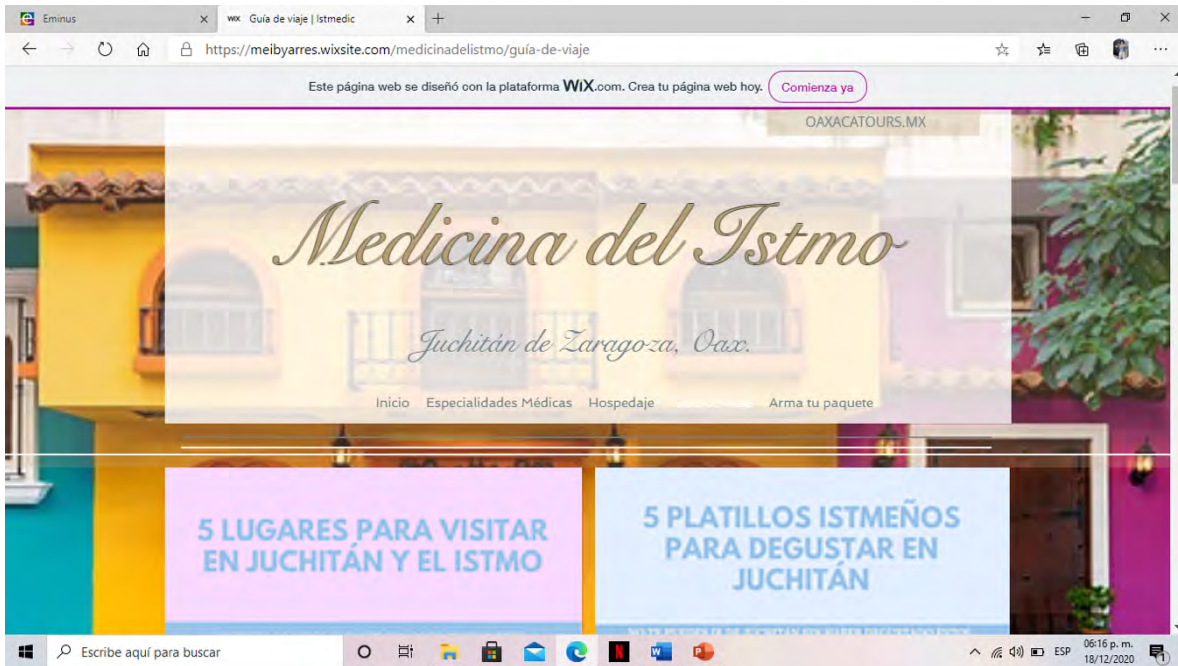 Eminus
WiX Guía de viaje | Istmedic
https://meibyarres.wixsite.com/medicinadelistmo/guía-de-viaje
Este página web se diseñó con la plataforma WiX.com. Crea tu página web hoy. Comienza ya
OAXACATOURS.MX
Medicina del Istmo
Juchitán de Zaragoza, Oax.
Inicio Especialidades Médicas Hospedaje Arma tu paquete
5 LUGARES PARA VISITAR
EN JUCHITÁN Y EL ISTMO
5 PLATILLOS ISTMEÑOS
PARA DEGUSTAR EN
JUCHITÁN
Escribe aquí para buscar
ESP
06:16 p. m.
18/12/2020